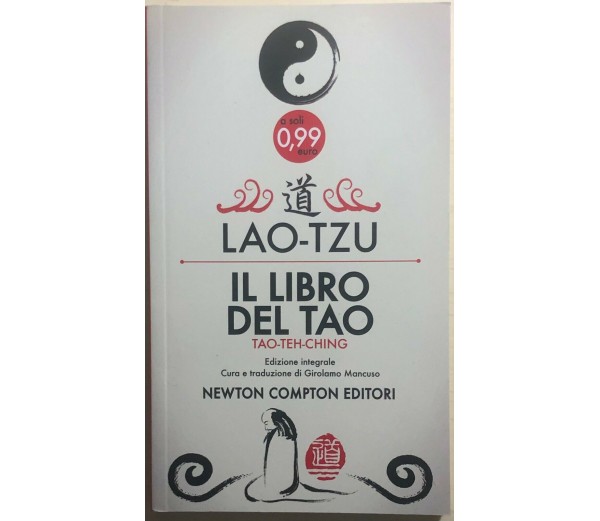 a soli
0,99
euro
道
LAO-TZU
IL LIBRO
DEL TAO
TAO-TEH-CHING
Edizione integrale
Cura e traduzione di Girolamo Mancuso
NEWTON COMPTON EDITORI
道